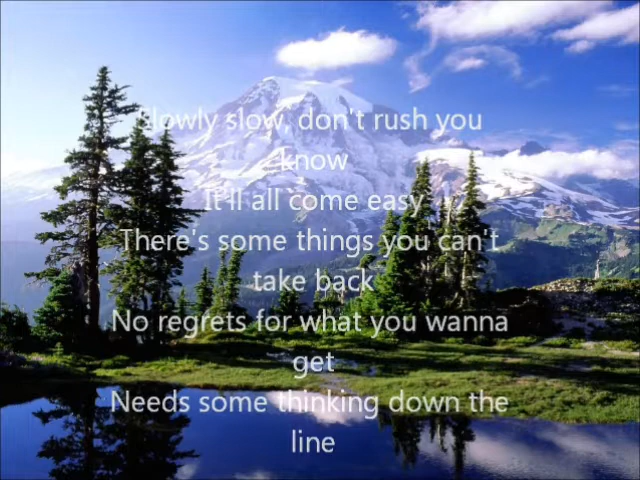 Slowly slow, don't rush you
know
It'll all come easy
There's some things you can't
take back
No regrets for what you wanna
get
Needs some thinking down the
line